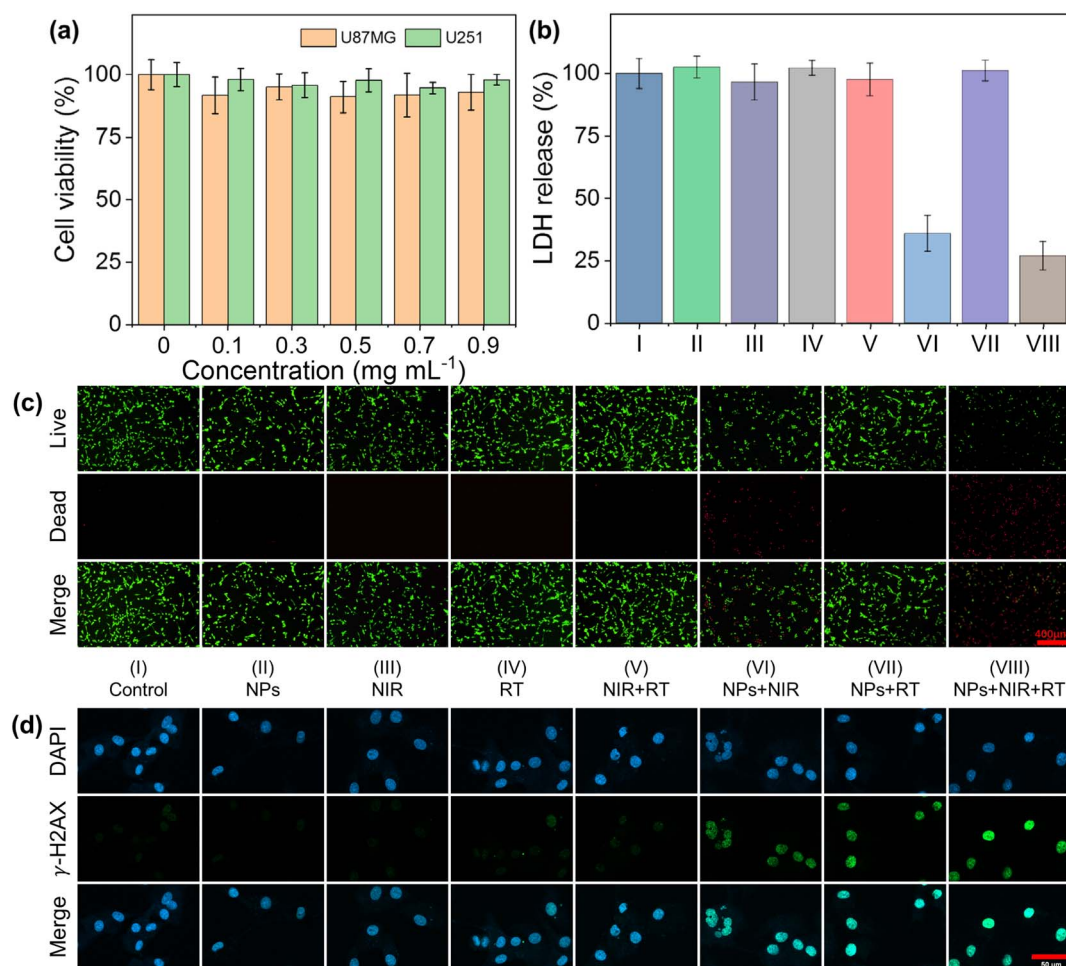 (a)
U87MG U251
Cell viability (%)
100
75
50
25
0
0 0.1 0.3 0.5 0.7 0.9
Concentration (mg mL⁻¹)
(b)
LDH release (%)
100
75
50
25
0
I II III IV V VI VII VIII
(c)
Live
Dead
Merge
400μm
(I) (II) (III) (IV) (V) (VI) (VII) (VIII)
Control NPs NIR RT NIR+RT NPs+NIR NPs+RT NPs+NIR+RT
(d)
DAPI
γ-H2AX
Merge
50 μm